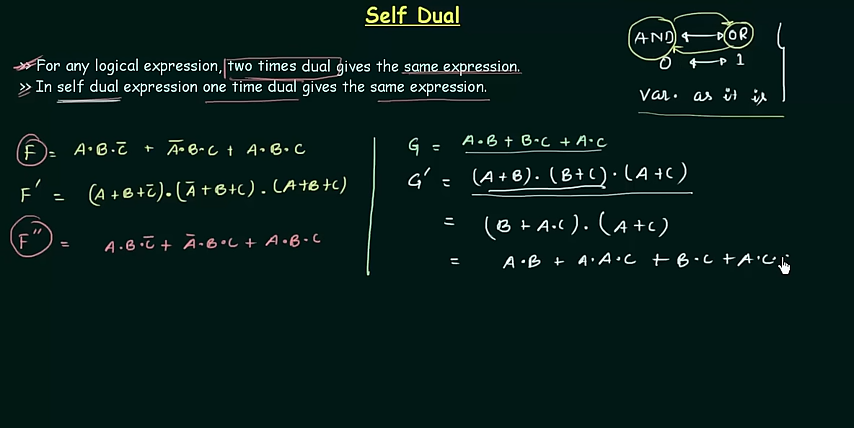 Self Dual
AND ↔ OR
0 ↔ 1
Var. as it is
» For any logical expression, two times dual gives the same expression.
» In self dual expression one time dual gives the same expression.
F = A·B·C̅ + A̅·B·C + A·B·C
F' = (A+B+C̅)·(A̅+B+C)·(A+B+C)
F'' = A·B·C̅ + A̅·B·C + A·B·C
G = A·B + B·C + A·C
G' = (A+B)·(B+C)·(A+C)
= (B + A·C)·(A+C)
= A·B + A·A·C + B·C + A·C·